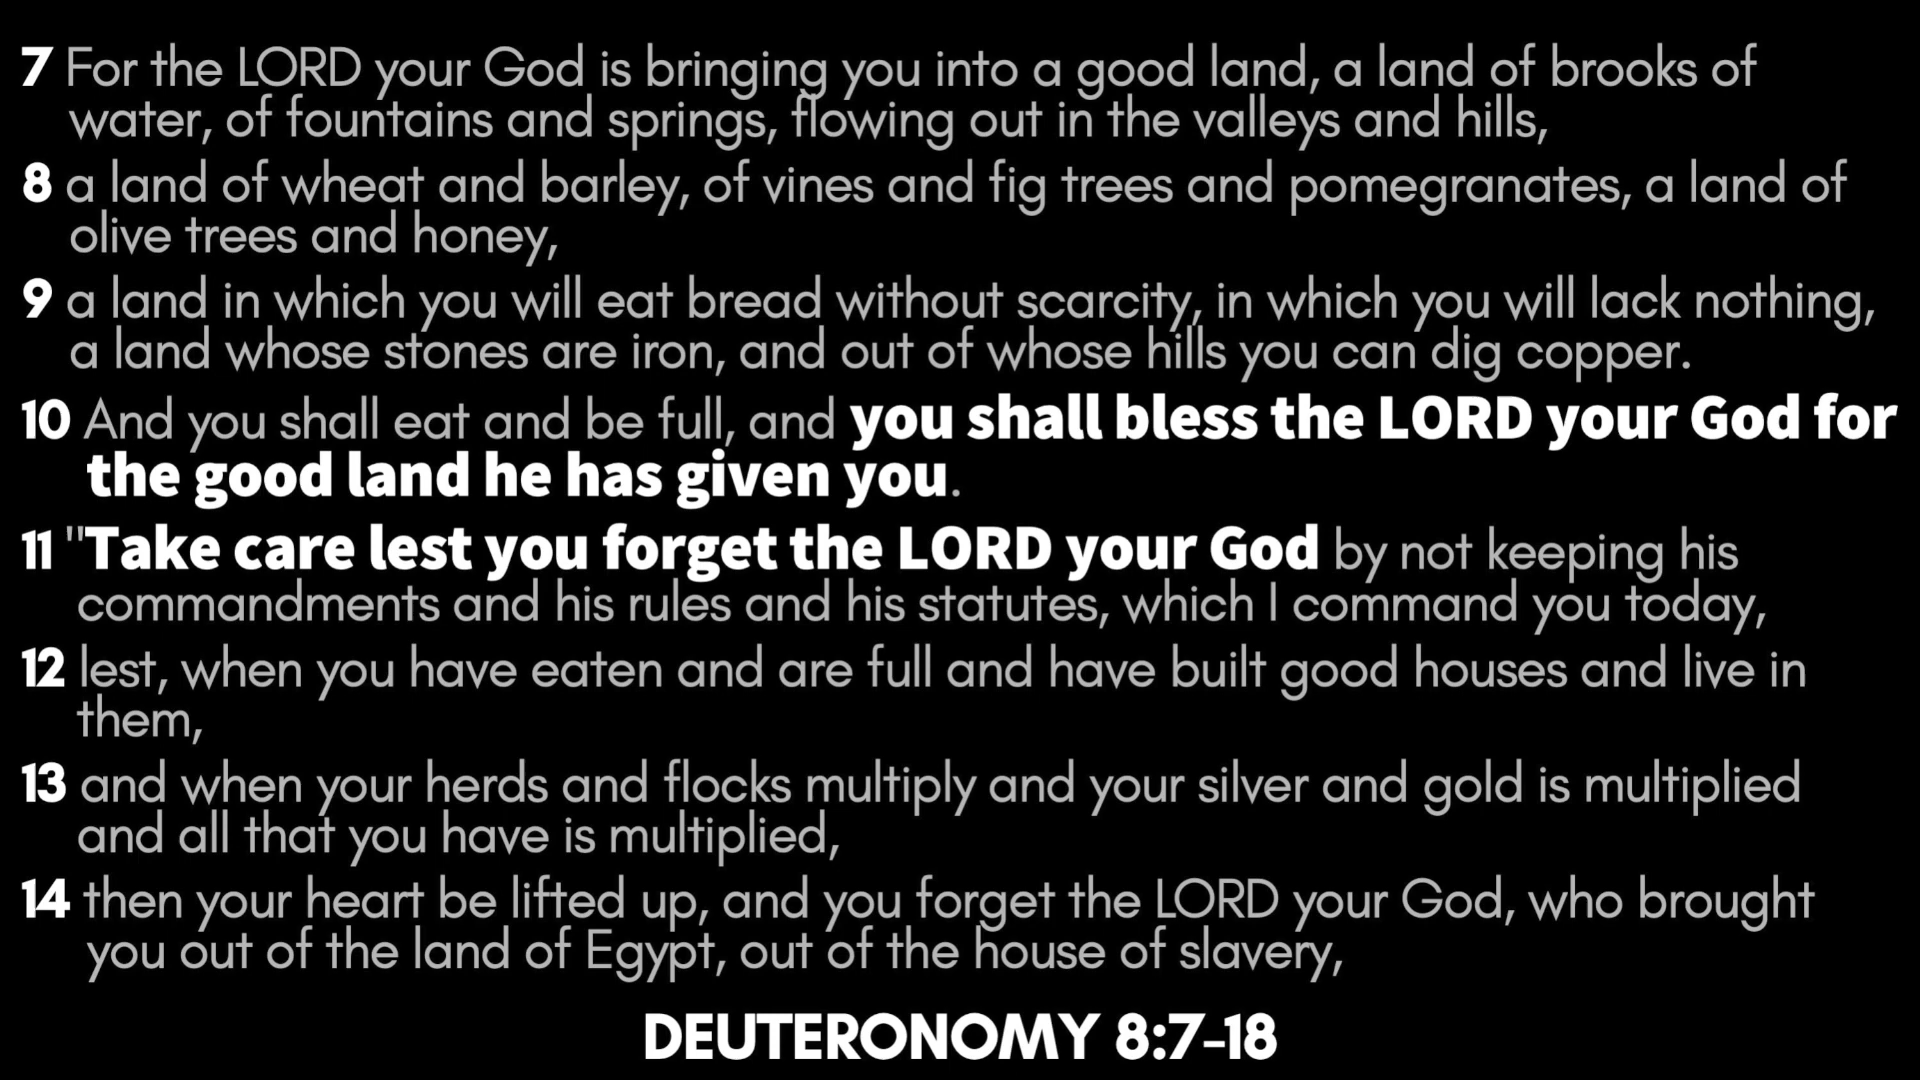 7 For the LORD your God is bringing you into a good land, a land of brooks of
water, of fountains and springs, flowing out in the valleys and hills,
8 a land of wheat and barley, of vines and fig trees and pomegranates, a land of
olive trees and honey,
9 a land in which you will eat bread without scarcity, in which you will lack nothing,
a land whose stones are iron, and out of whose hills you can dig copper.
10 And you shall eat and be full, and you shall bless the LORD your God for
the good land he has given you.
11 "Take care lest you forget the LORD your God by not keeping his
commandments and his rules and his statutes, which I command you today,
12 lest, when you have eaten and are full and have built good houses and live in
them,
13 and when your herds and flocks multiply and your silver and gold is multiplied
and all that you have is multiplied,
14 then your heart be lifted up, and you forget the LORD your God, who brought
you out of the land of Egypt, out of the house of slavery,
DEUTERONOMY 8:7-18